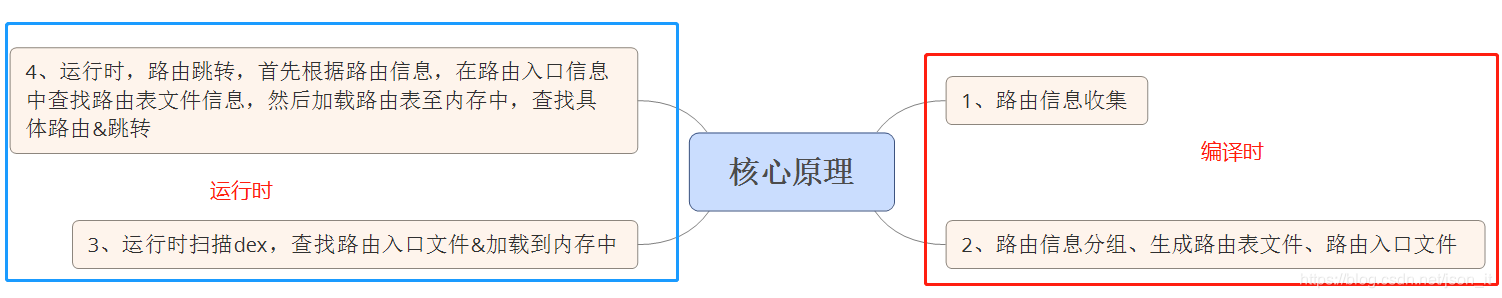 4、运行时，路由跳转，首先根据路由信息，在路由入口信息
中查找路由表文件信息，然后加载路由表至内存中，查找具
体路由&跳转
运行时
3、运行时扫描dex，查找路由入口文件&加载到内存中
核心原理
1、路由信息收集
编译时
2、路由信息分组、生成路由表文件、路由入口文件
https://blog.csdn.net/json_it